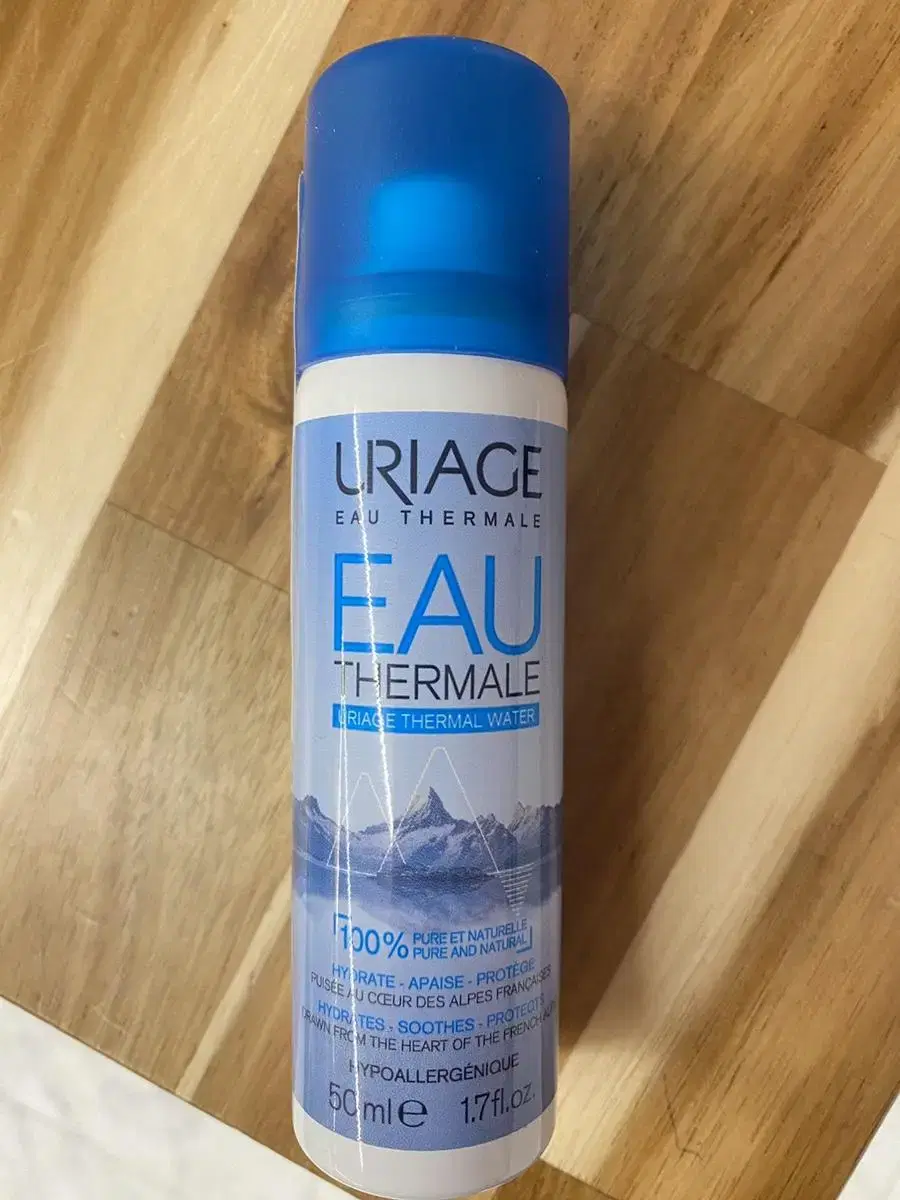 URIAGE
EAU THERMALE
EAU
THERMALE
URIAGE THERMAL WATER
100% PURE ET NATURELLE
PURE AND NATURAL
HYDRATE - APAISE - PROTÈGE
PUISÉE AU CŒUR DES ALPES FRANÇAISES
HYDRATES - SOOTHES - PROTECTS
DRAWN FROM THE HEART OF THE FRENCH ALPS
HYPOALLERGÉNIQUE
50ml e 1.7fl.oz.